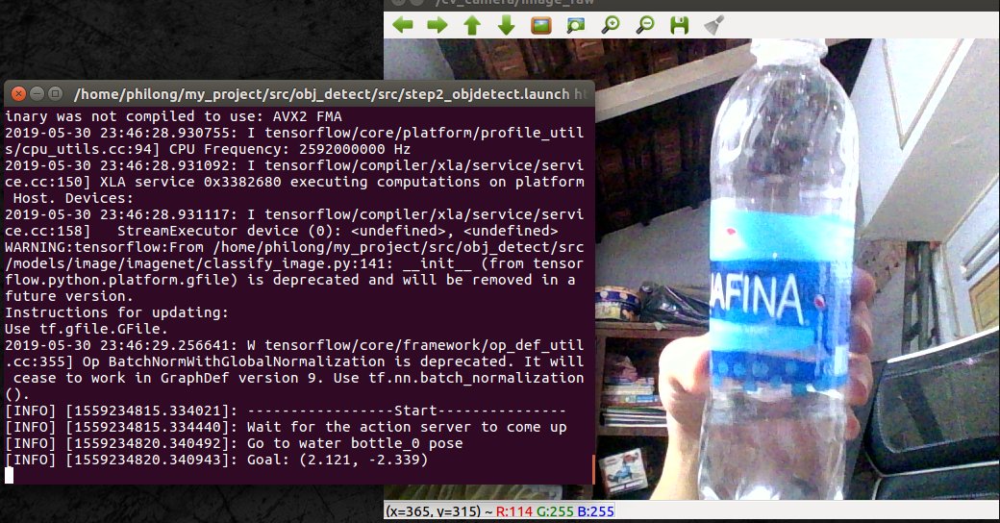 /cv_camera/image_raw
/home/philong/my_project/src/obj_detect/src/step2_objdetect.launch ht
inary was not compiled to use: AVX2 FMA
2019-05-30 23:46:28.930755: I tensorflow/core/platform/profile_util
s/cpu_utils.cc:94] CPU Frequency: 2592000000 Hz
2019-05-30 23:46:28.931092: I tensorflow/compiler/xla/service/servi
ce.cc:150] XLA service 0x3382680 executing computations on platform
 Host. Devices:
2019-05-30 23:46:28.931117: I tensorflow/compiler/xla/service/servi
ce.cc:158]   StreamExecutor device (0): <undefined>, <undefined>
WARNING:tensorflow:From /home/philong/my_project/src/obj_detect/src
/models/image/imagenet/classify_image.py:141: __init__ (from tensor
flow.python.platform.gfile) is deprecated and will be removed in a
future version.
Instructions for updating:
Use tf.gfile.GFile.
2019-05-30 23:46:29.256641: W tensorflow/core/framework/op_def_util
.cc:355] Op BatchNormWithGlobalNormalization is deprecated. It will
 cease to work in GraphDef version 9. Use tf.nn.batch_normalization
().
[INFO] [1559234815.334021]: -----------------Start---------------
[INFO] [1559234815.334440]: Wait for the action server to come up
[INFO] [1559234820.340492]: Go to water bottle_0 pose
[INFO] [1559234820.340943]: Goal: (2.121, -2.339)
AFINA
(x=365, y=315) ~ R:114 G:255 B:255